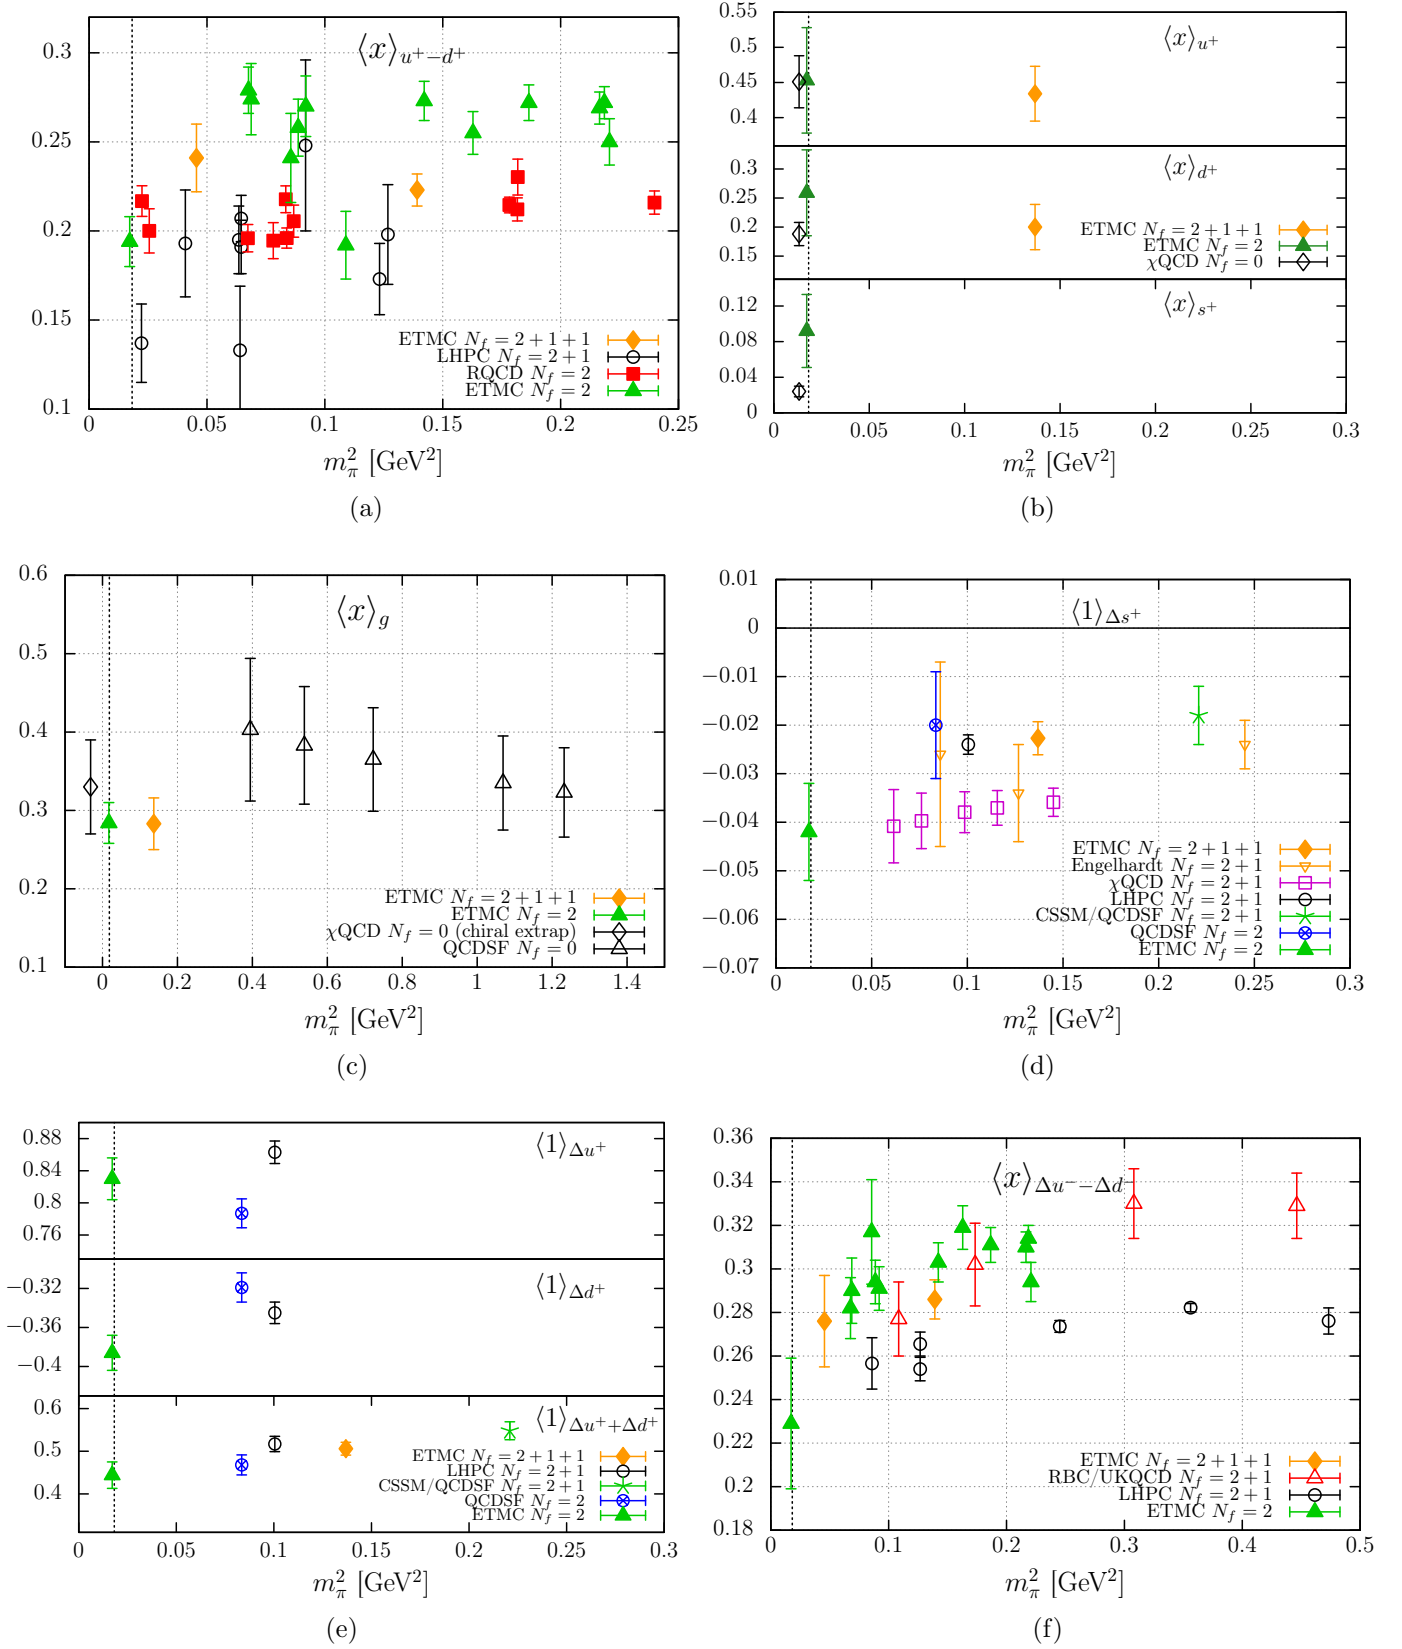 ⟨x⟩u⁺−d⁺
0.3
0.25
0.2
0.15
0.1
ETMC Nf = 2 + 1 + 1
LHPC Nf = 2 + 1
RQCD Nf = 2
ETMC Nf = 2
0 0.05 0.1 0.15 0.2 0.25
m²π [GeV²]
(a)
0.55
⟨x⟩u⁺
0.5
0.45
0.4
⟨x⟩d⁺
0.3
0.25
0.2
0.15
ETMC Nf = 2 + 1 + 1
ETMC Nf = 2
χQCD Nf = 0
⟨x⟩s⁺
0.12
0.08
0.04
0
0 0.05 0.1 0.15 0.2 0.25 0.3
m²π [GeV²]
(b)
0.6
⟨x⟩g
0.5
0.4
0.3
0.2
0.1
ETMC Nf = 2 + 1 + 1
ETMC Nf = 2
χQCD Nf = 0 (chiral extrap)
QCDSF Nf = 0
0 0.2 0.4 0.6 0.8 1 1.2 1.4
m²π [GeV²]
(c)
0.01
⟨1⟩Δs⁺
0
−0.01
−0.02
−0.03
−0.04
−0.05
−0.06
−0.07
ETMC Nf = 2 + 1 + 1
Engelhardt Nf = 2 + 1
χQCD Nf = 2 + 1
LHPC Nf = 2 + 1
CSSM/QCDSF Nf = 2 + 1
QCDSF Nf = 2
ETMC Nf = 2
0 0.05 0.1 0.15 0.2 0.25 0.3
m²π [GeV²]
(d)
⟨1⟩Δu⁺
0.88
0.84
0.8
0.76
⟨1⟩Δd⁺
−0.32
−0.36
−0.4
⟨1⟩Δu⁺+Δd⁺
0.6
0.5
0.4
ETMC Nf = 2 + 1 + 1
LHPC Nf = 2 + 1
CSSM/QCDSF Nf = 2 + 1
QCDSF Nf = 2
ETMC Nf = 2
0 0.05 0.1 0.15 0.2 0.25 0.3
m²π [GeV²]
(e)
0.36
⟨x⟩Δu⁻−Δd⁻
0.34
0.32
0.3
0.28
0.26
0.24
0.22
0.2
0.18
ETMC Nf = 2 + 1 + 1
RBC/UKQCD Nf = 2 + 1
LHPC Nf = 2 + 1
ETMC Nf = 2
0 0.1 0.2 0.3 0.4 0.5
m²π [GeV²]
(f)